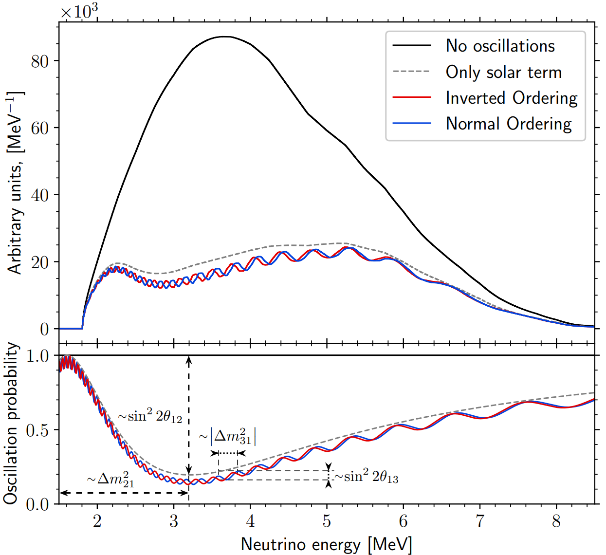 ×10³
80
60
40
20
0
Arbitrary units, [MeV⁻¹]
No oscillations
Only solar term
Inverted Ordering
Normal Ordering
1.0
0.5
0.0
Oscillation probability
~sin² 2θ₁₂
~|Δm²₃₁|
~sin² 2θ₁₃
~Δm²₂₁
2 3 4 5 6 7 8
Neutrino energy [MeV]